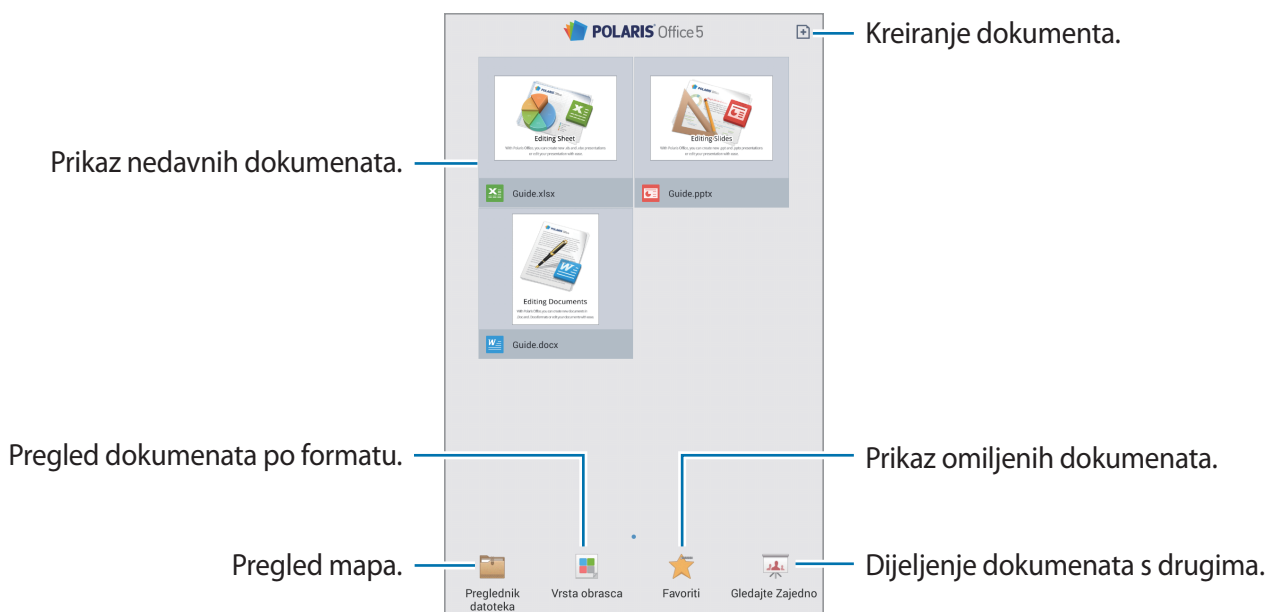 POLARIS Office 5
Kreiranje dokumenta.
Editing Sheet
Editing Slides
Prikaz nedavnih dokumenata.
Guide.xlsx
Guide.pptx
Editing Documents
Guide.docx
Pregled dokumenata po formatu.
Prikaz omiljenih dokumenata.
Pregled mapa.
Dijeljenje dokumenata s drugima.
Preglednik
datoteka
Vrsta obrasca
Favoriti
Gledajte Zajedno